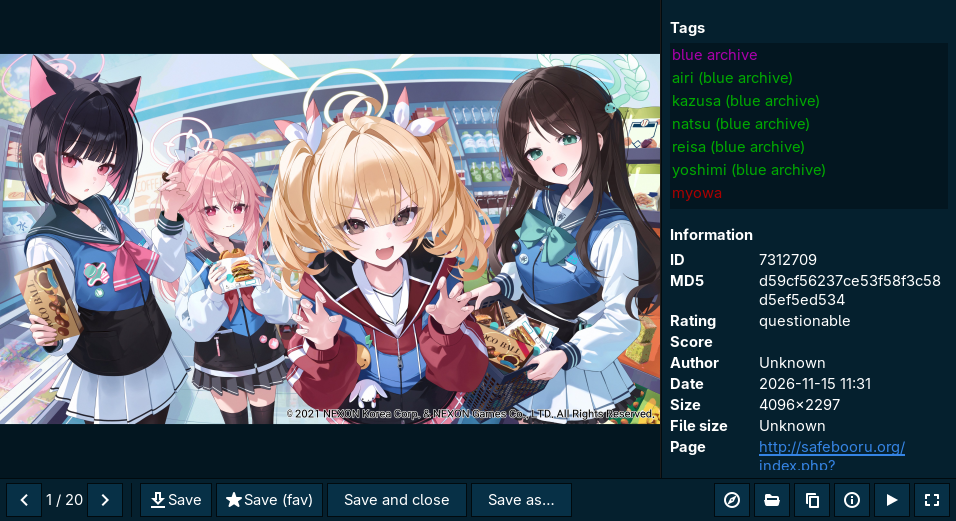 Tags
blue archive
airi (blue archive)
kazusa (blue archive)
natsu (blue archive)
reisa (blue archive)
yoshimi (blue archive)
myowa
Information
ID 7312709
MD5 d59cf56237ce53f58f3c58
d5ef5ed534
Rating questionable
Score
Author Unknown
Date 2026-11-15 11:31
Size 4096×2297
File size Unknown
Page http://safebooru.org/
index.php?
©2021 NEXON Korea Corp. & NEXON Games Co., LTD. All Rights Reserved.
1 / 20
Save
Save (fav)
Save and close
Save as...